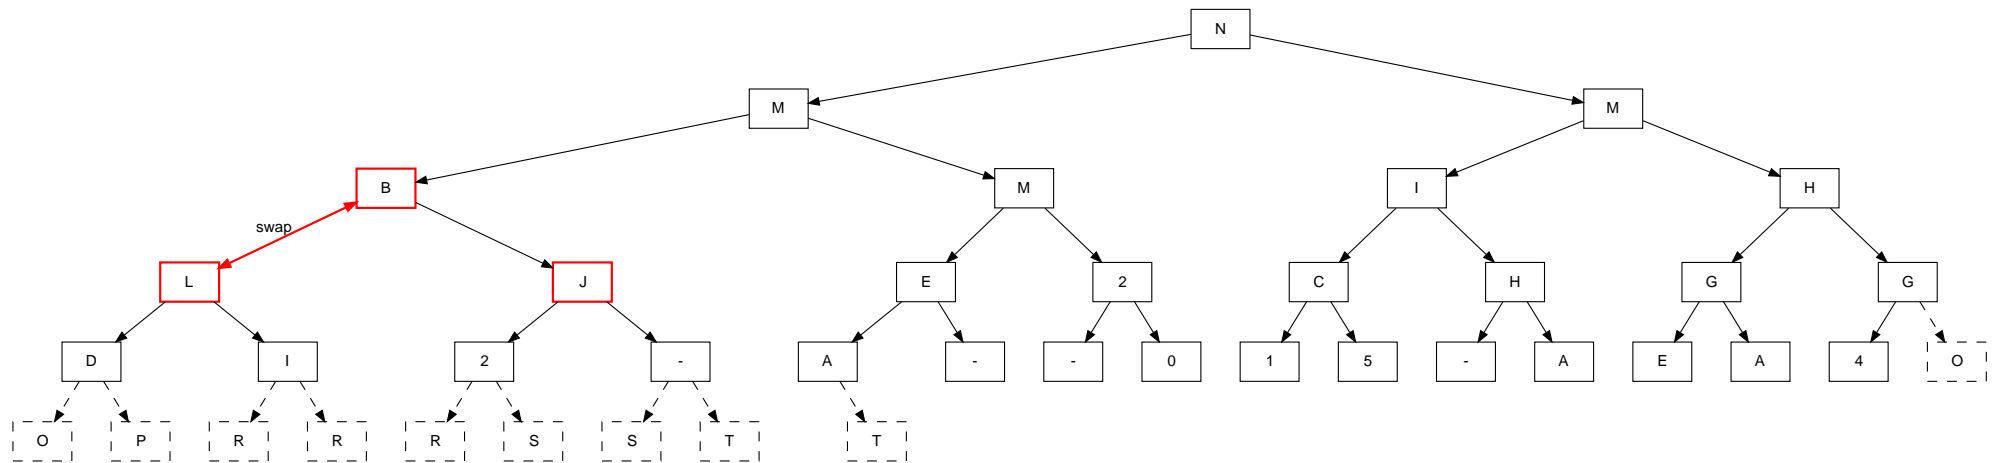 N
M M
B M I H
swap
L J E 2 C H G G
D I 2 - A - - 0 1 5 - A E A 4 O
O P R R R S S T T